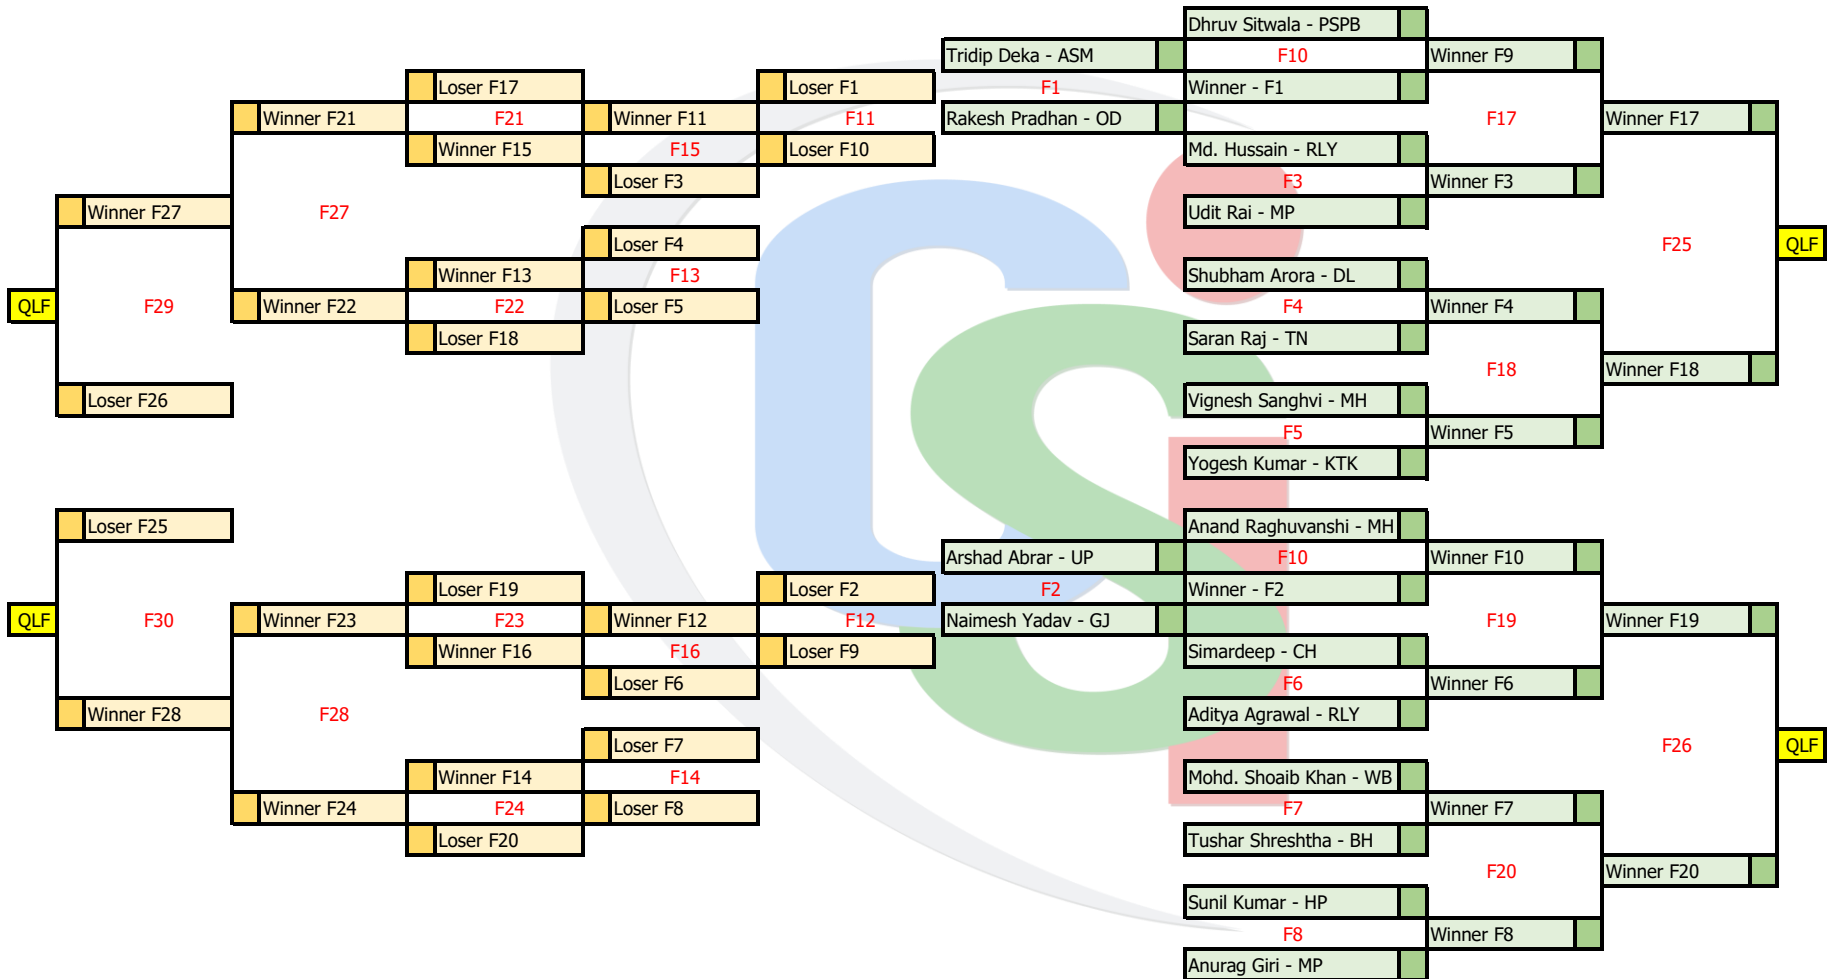 Dhruv Sitwala - PSPB
Tridip Deka - ASM F10 Winner F9
Loser F17 Loser F1 F1 Winner - F1
Winner F21 F21 Winner F11 F11 Rakesh Pradhan - OD F17 Winner F17
Winner F15 F15 Loser F10 Md. Hussain - RLY
Loser F3 F3 Winner F3
Winner F27 F27 Udit Rai - MP
Loser F4 F25 QLF
Winner F13 F13 Shubham Arora - DL
QLF F29 Winner F22 F22 Loser F5 F4 Winner F4
Loser F18 Saran Raj - TN
F18 Winner F18
Loser F26 Vignesh Sanghvi - MH
F5 Winner F5
Yogesh Kumar - KTK
Loser F25 Anand Raghuvanshi - MH
Arshad Abrar - UP F10 Winner F10
Loser F19 Loser F2 F2 Winner - F2
QLF F30 Winner F23 F23 Winner F12 F12 Naimesh Yadav - GJ F19 Winner F19
Winner F16 F16 Loser F9 Simardeep - CH
Loser F6 F6 Winner F6
Winner F28 F28 Aditya Agrawal - RLY
Loser F7 F26 QLF
Winner F14 F14 Mohd. Shoaib Khan - WB
Winner F24 F24 Loser F8 F7 Winner F7
Loser F20 Tushar Shreshtha - BH
F20 Winner F20
Sunil Kumar - HP
F8 Winner F8
Anurag Giri - MP